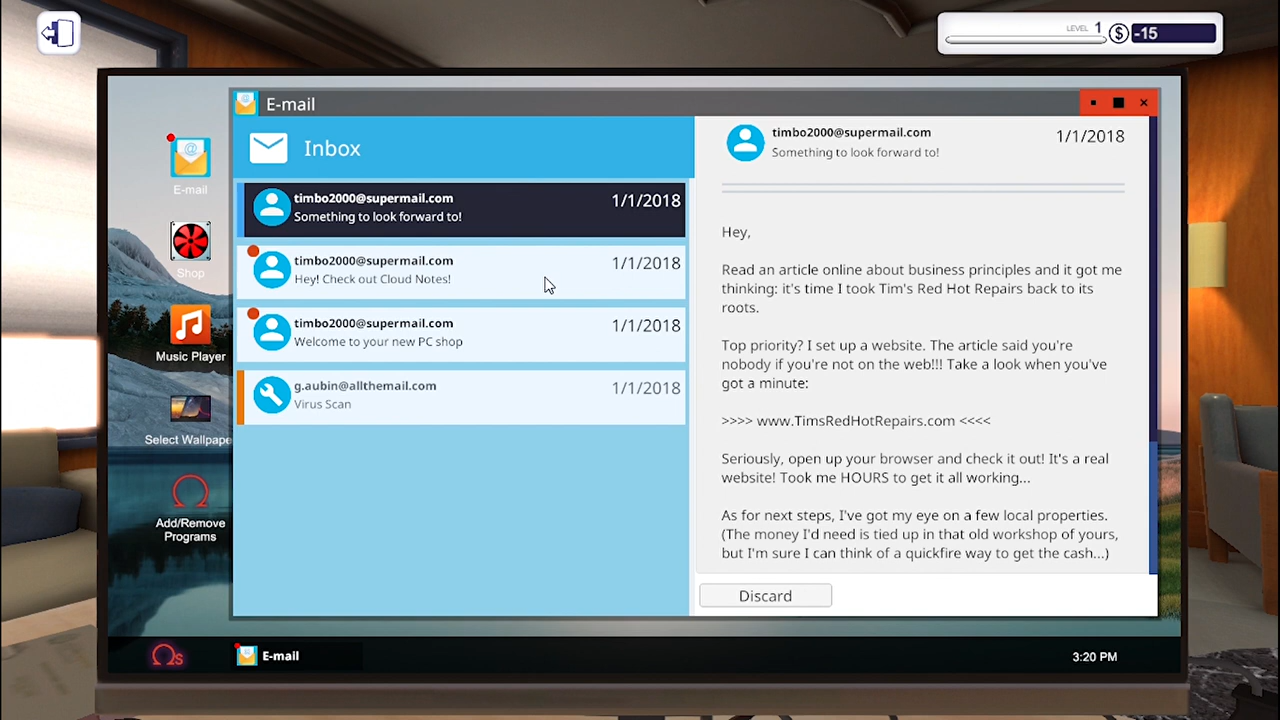 LEVEL 1 $ -15
E-mail
Inbox
timbo2000@supermail.com 1/1/2018
Something to look forward to!
timbo2000@supermail.com 1/1/2018
Hey! Check out Cloud Notes!
timbo2000@supermail.com 1/1/2018
Welcome to your new PC shop
g.aubin@allthemail.com 1/1/2018
Virus Scan
timbo2000@supermail.com 1/1/2018
Something to look forward to!
Hey,
Read an article online about business principles and it got me
thinking: it's time I took Tim's Red Hot Repairs back to its
roots.
Top priority? I set up a website. The article said you're
nobody if you're not on the web!!! Take a look when you've
got a minute:
>>>> www.TimsRedHotRepairs.com <<<<
Seriously, open up your browser and check it out! It's a real
website! Took me HOURS to get it all working...
As for next steps, I've got my eye on a few local properties.
(The money I'd need is tied up in that old workshop of yours,
but I'm sure I can think of a quickfire way to get the cash...)
Discard
E-mail
Shop
Music Player
Select Wallpape
Add/Remove
Programs
Ωs
E-mail
3:20 PM